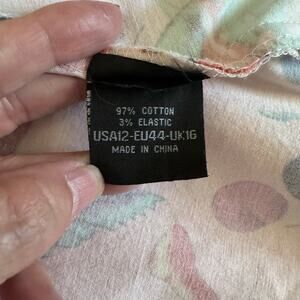 97% COTTON
3% ELASTIC
USA12-EU44-UK16
MADE IN CHINA